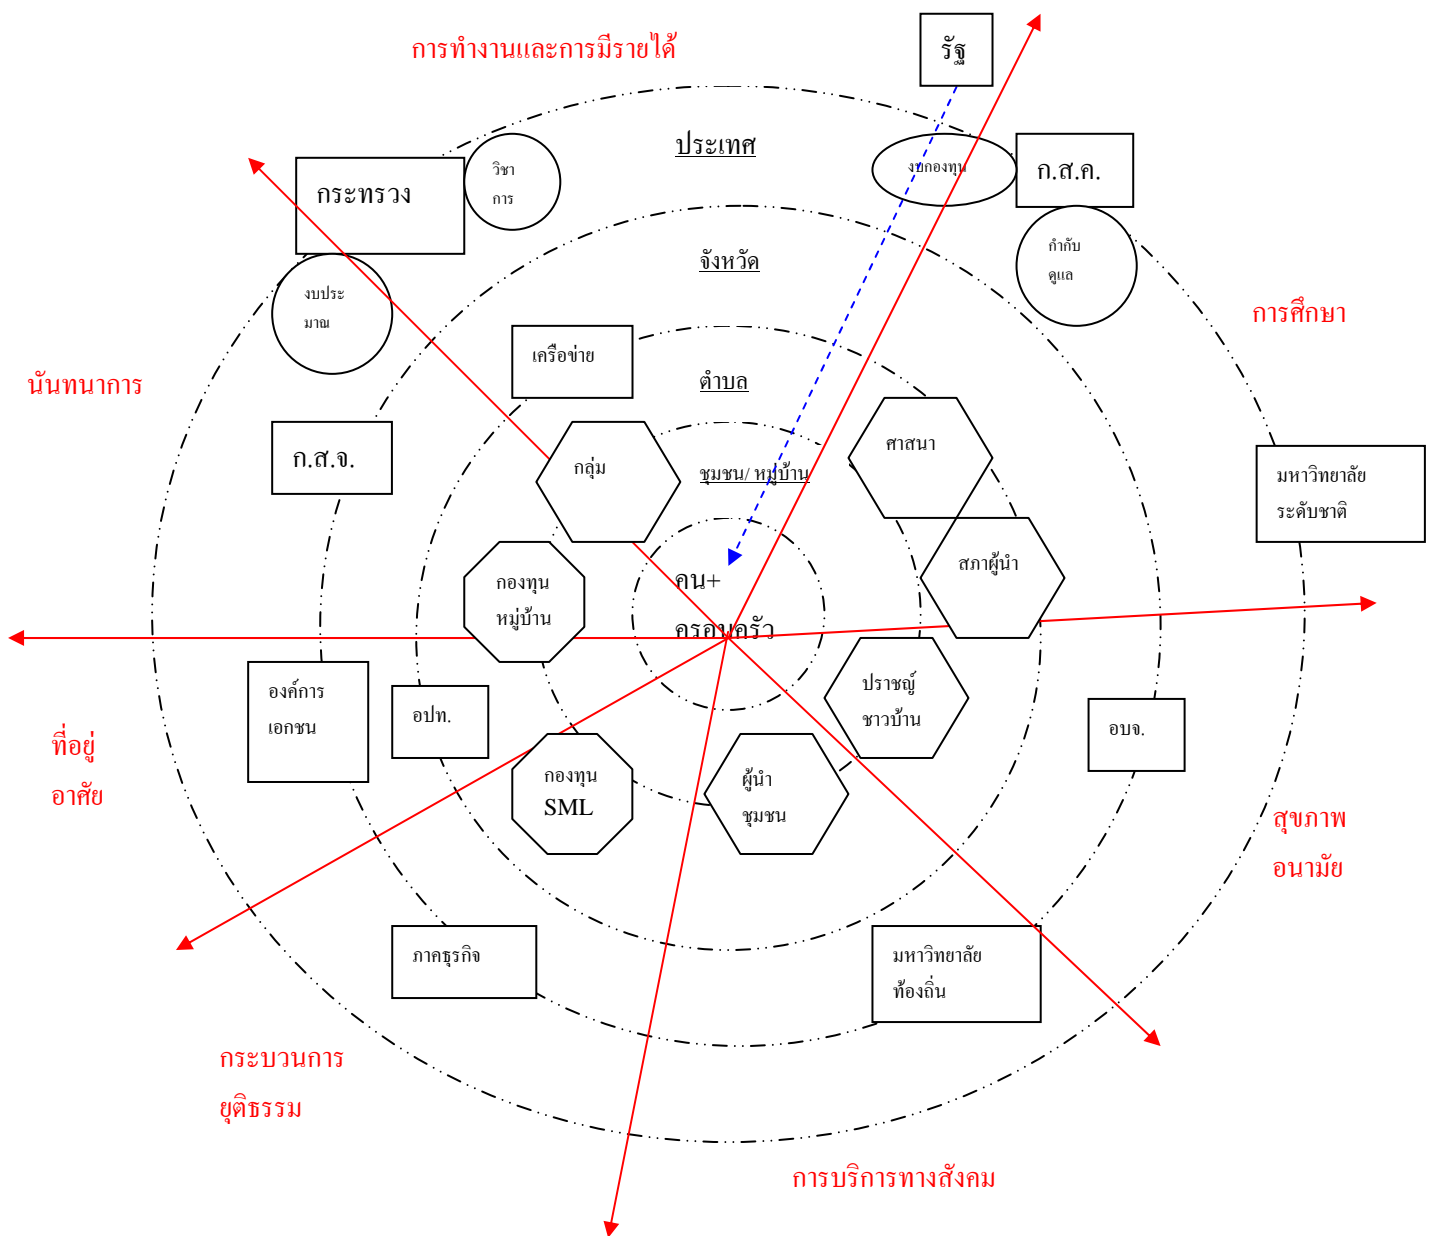 รัฐ
การทำงานและการมีรายได้
ประเทศ
วิชา
การ
งบกองทุน
ก.ส.ค.
กระทรวง
กำกับ
ดูแล
จังหวัด
งบประ
มาณ
การศึกษา
เครือข่าย
ตำบล
นันทนาการ
ศาสนา
ก.ส.จ.
กลุ่ม
ชุมชน/ หมู่บ้าน
มหาวิทยาลัย
ระดับชาติ
สภาผู้นำ
คน+
ครอบครัว
กองทุน
หมู่บ้าน
องค์การ
เอกชน
อปท.
ปราชญ์
ชาวบ้าน
อบจ.
ที่อยู่
อาศัย
กองทุน
SML
ผู้นำ
ชุมชน
สุขภาพ
อนามัย
ภาคธุรกิจ
มหาวิทยาลัย
ท้องถิ่น
กระบวนการ
ยุติธรรม
การบริการทางสังคม